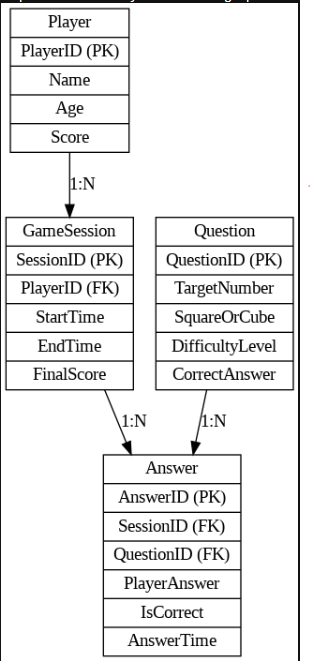 Player
PlayerID (PK)
Name
Age
Score
1:N
GameSession
SessionID (PK)
PlayerID (FK)
StartTime
EndTime
FinalScore
Question
QuestionID (PK)
TargetNumber
SquareOrCube
DifficultyLevel
CorrectAnswer
1:N
1:N
Answer
AnswerID (PK)
SessionID (FK)
QuestionID (FK)
PlayerAnswer
IsCorrect
AnswerTime